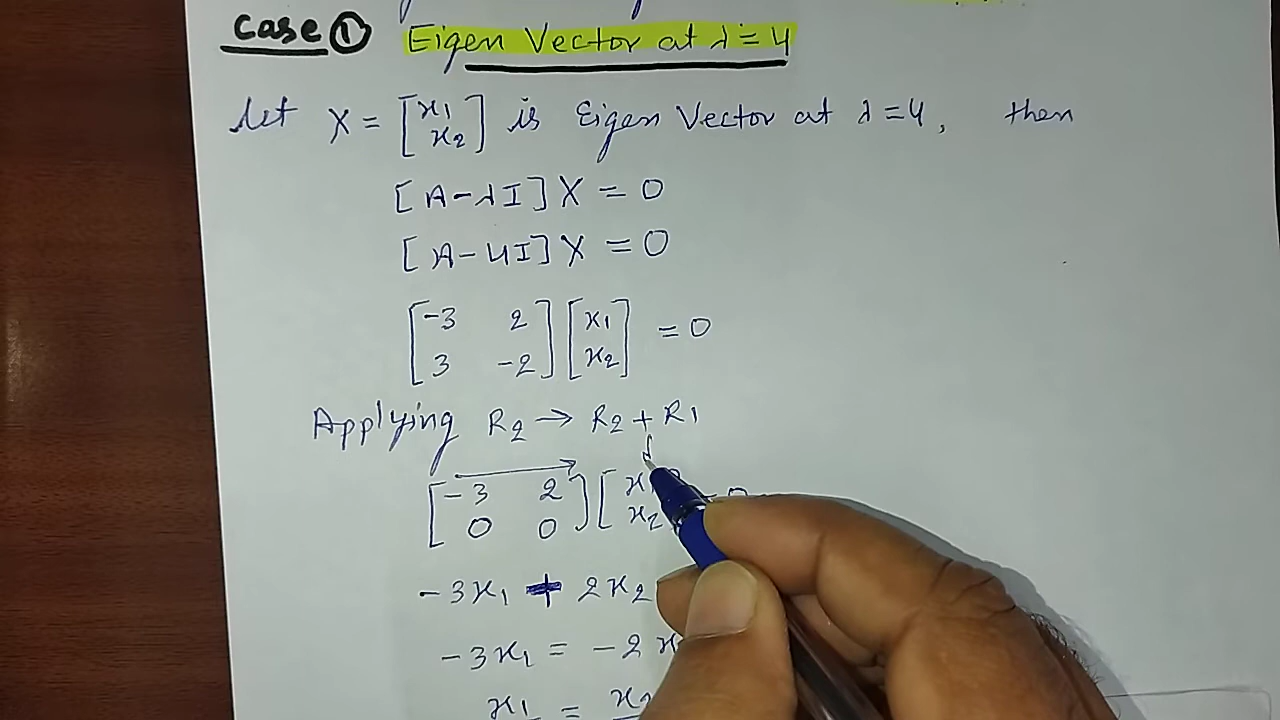 Case ① Eigen Vector at λ=4
Let X = [x1 x2] is Eigen Vector at λ=4, then
[A-λI] X = 0
[A-4I] X = 0
[-3 2 3 -2] [x1 x2] = 0
Applying R2 → R2 + R1
[-3 2 0 0] [x1 x2
-3x1 + 2x2
-3x1 = -2x
x1 =